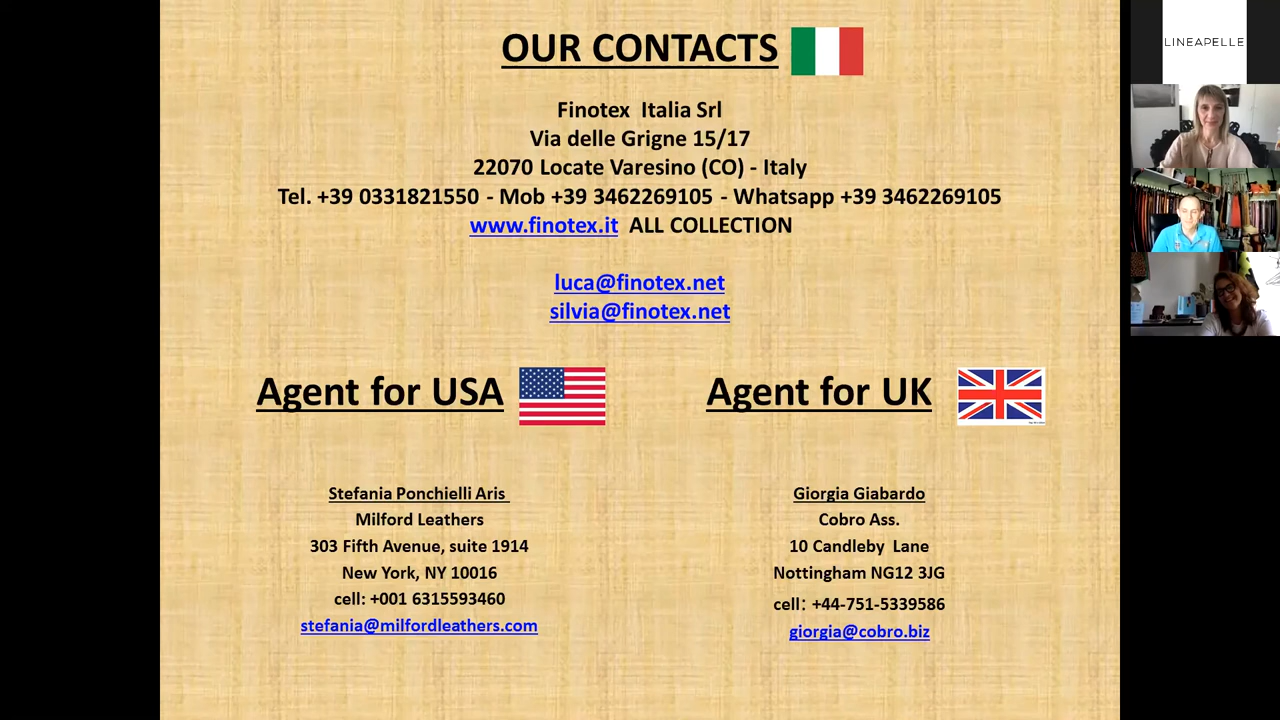 OUR CONTACTS
LINEAPELLE
Finotex Italia Srl
Via delle Grigne 15/17
22070 Locate Varesino (CO) - Italy
Tel. +39 0331821550 - Mob +39 3462269105 - Whatsapp +39 3462269105
www.finotex.it ALL COLLECTION
luca@finotex.net
silvia@finotex.net
Agent for USA
Agent for UK
Stefania Ponchielli Aris
Milford Leathers
303 Fifth Avenue, suite 1914
New York, NY 10016
cell: +001 6315593460
stefania@milfordleathers.com
Giorgia Giabardo
Cobro Ass.
10 Candleby Lane
Nottingham NG12 3JG
cell: +44-751-5339586
giorgia@cobro.biz